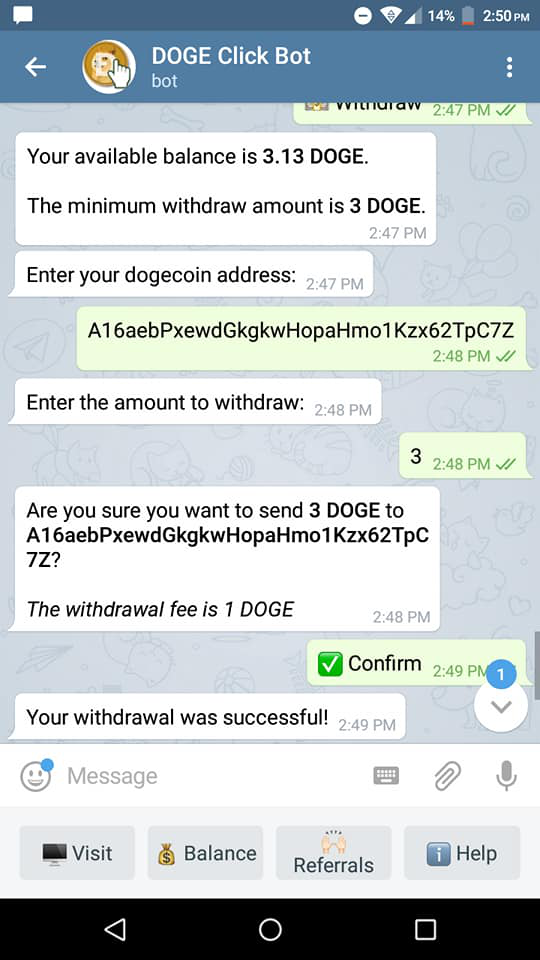 14% 2:50 PM
DOGE Click Bot
bot
Withdraw 2:47 PM
Your available balance is 3.13 DOGE.
The minimum withdraw amount is 3 DOGE.
2:47 PM
Enter your dogecoin address: 2:47 PM
A16aebPxewdGkgkwHopaHmo1Kzx62TpC7Z
2:48 PM
Enter the amount to withdraw: 2:48 PM
3 2:48 PM
Are you sure you want to send 3 DOGE to
A16aebPxewdGkgkwHopaHmo1Kzx62TpC
7Z?
The withdrawal fee is 1 DOGE 2:48 PM
Confirm 2:49 PM
1
Your withdrawal was successful! 2:49 PM
Message
Visit Balance Referrals Help